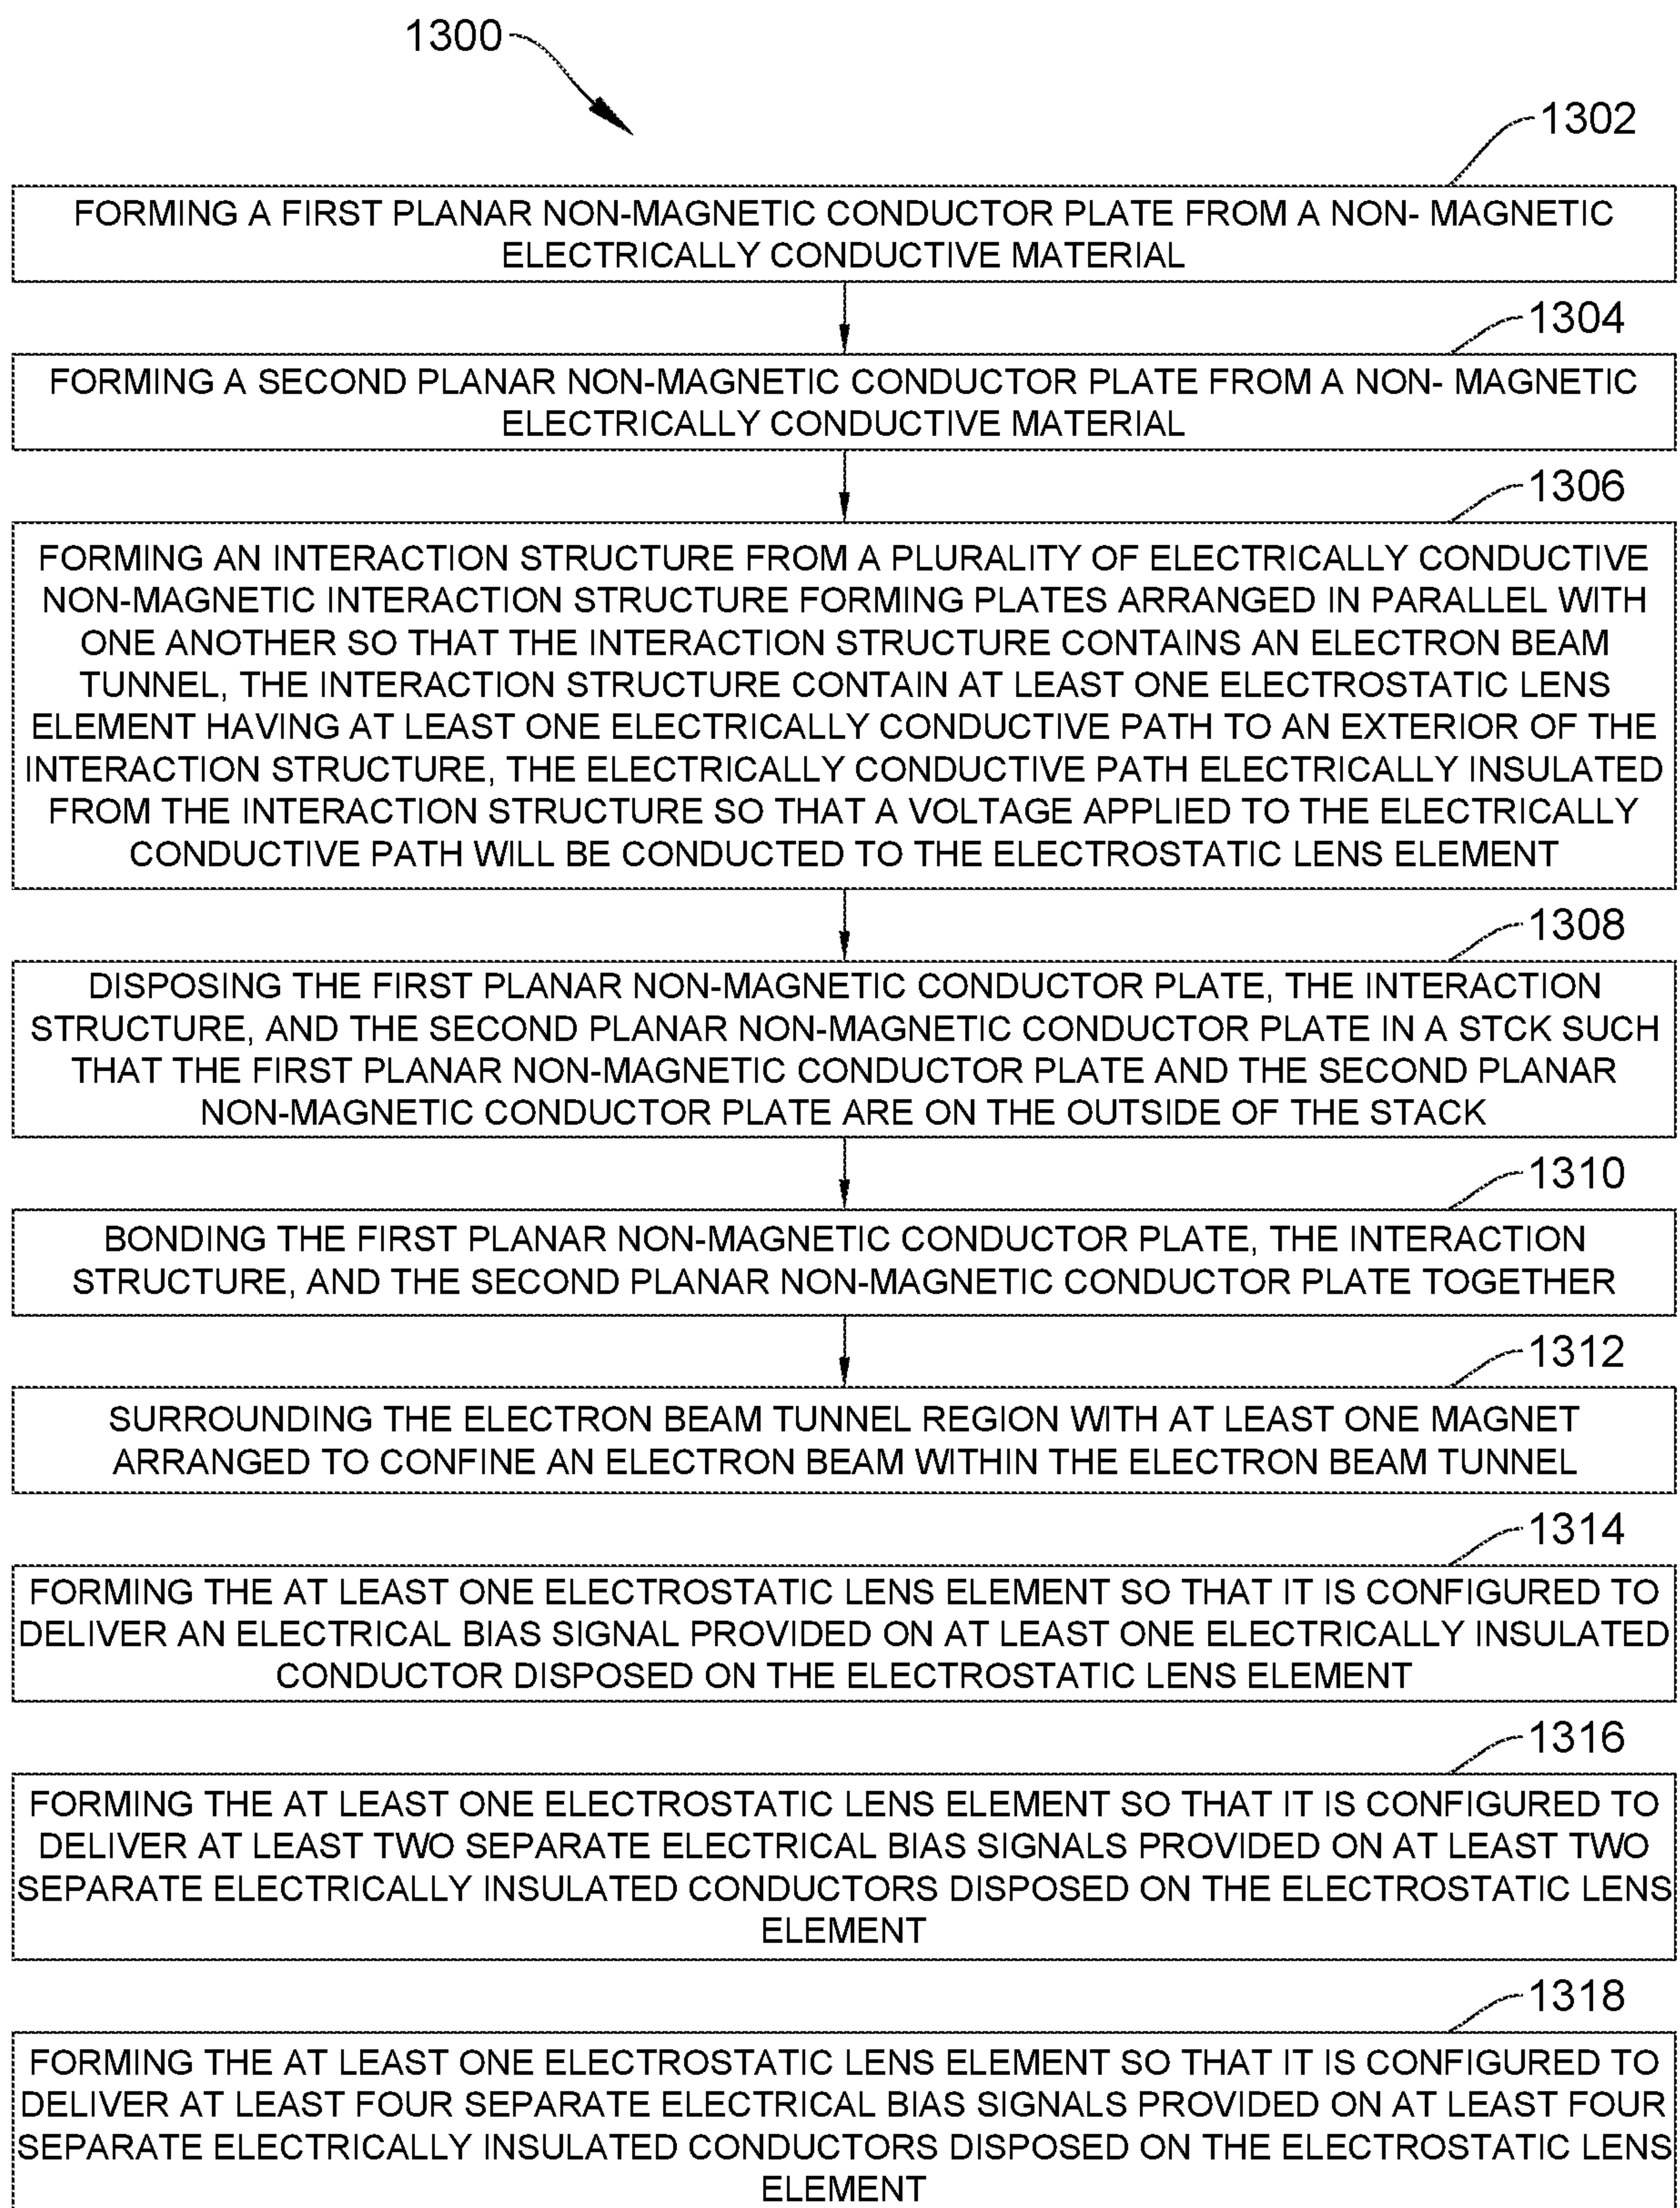 1300
1302
FORMING A FIRST PLANAR NON-MAGNETIC CONDUCTOR PLATE FROM A NON- MAGNETIC
ELECTRICALLY CONDUCTIVE MATERIAL
1304
FORMING A SECOND PLANAR NON-MAGNETIC CONDUCTOR PLATE FROM A NON- MAGNETIC
ELECTRICALLY CONDUCTIVE MATERIAL
1306
FORMING AN INTERACTION STRUCTURE FROM A PLURALITY OF ELECTRICALLY CONDUCTIVE
NON-MAGNETIC INTERACTION STRUCTURE FORMING PLATES ARRANGED IN PARALLEL WITH
ONE ANOTHER SO THAT THE INTERACTION STRUCTURE CONTAINS AN ELECTRON BEAM
TUNNEL, THE INTERACTION STRUCTURE CONTAIN AT LEAST ONE ELECTROSTATIC LENS
ELEMENT HAVING AT LEAST ONE ELECTRICALLY CONDUCTIVE PATH TO AN EXTERIOR OF THE
INTERACTION STRUCTURE, THE ELECTRICALLY CONDUCTIVE PATH ELECTRICALLY INSULATED
FROM THE INTERACTION STRUCTURE SO THAT A VOLTAGE APPLIED TO THE ELECTRICALLY
CONDUCTIVE PATH WILL BE CONDUCTED TO THE ELECTROSTATIC LENS ELEMENT
1308
DISPOSING THE FIRST PLANAR NON-MAGNETIC CONDUCTOR PLATE, THE INTERACTION
STRUCTURE, AND THE SECOND PLANAR NON-MAGNETIC CONDUCTOR PLATE IN A STCK SUCH
THAT THE FIRST PLANAR NON-MAGNETIC CONDUCTOR PLATE AND THE SECOND PLANAR
NON-MAGNETIC CONDUCTOR PLATE ARE ON THE OUTSIDE OF THE STACK
1310
BONDING THE FIRST PLANAR NON-MAGNETIC CONDUCTOR PLATE, THE INTERACTION
STRUCTURE, AND THE SECOND PLANAR NON-MAGNETIC CONDUCTOR PLATE TOGETHER
1312
SURROUNDING THE ELECTRON BEAM TUNNEL REGION WITH AT LEAST ONE MAGNET
ARRANGED TO CONFINE AN ELECTRON BEAM WITHIN THE ELECTRON BEAM TUNNEL
1314
FORMING THE AT LEAST ONE ELECTROSTATIC LENS ELEMENT SO THAT IT IS CONFIGURED TO
DELIVER AN ELECTRICAL BIAS SIGNAL PROVIDED ON AT LEAST ONE ELECTRICALLY INSULATED
CONDUCTOR DISPOSED ON THE ELECTROSTATIC LENS ELEMENT
1316
FORMING THE AT LEAST ONE ELECTROSTATIC LENS ELEMENT SO THAT IT IS CONFIGURED TO
DELIVER AT LEAST TWO SEPARATE ELECTRICAL BIAS SIGNALS PROVIDED ON AT LEAST TWO
SEPARATE ELECTRICALLY INSULATED CONDUCTORS DISPOSED ON THE ELECTROSTATIC LENS
ELEMENT
1318
FORMING THE AT LEAST ONE ELECTROSTATIC LENS ELEMENT SO THAT IT IS CONFIGURED TO
DELIVER AT LEAST FOUR SEPARATE ELECTRICAL BIAS SIGNALS PROVIDED ON AT LEAST FOUR
SEPARATE ELECTRICALLY INSULATED CONDUCTORS DISPOSED ON THE ELECTROSTATIC LENS
ELEMENT